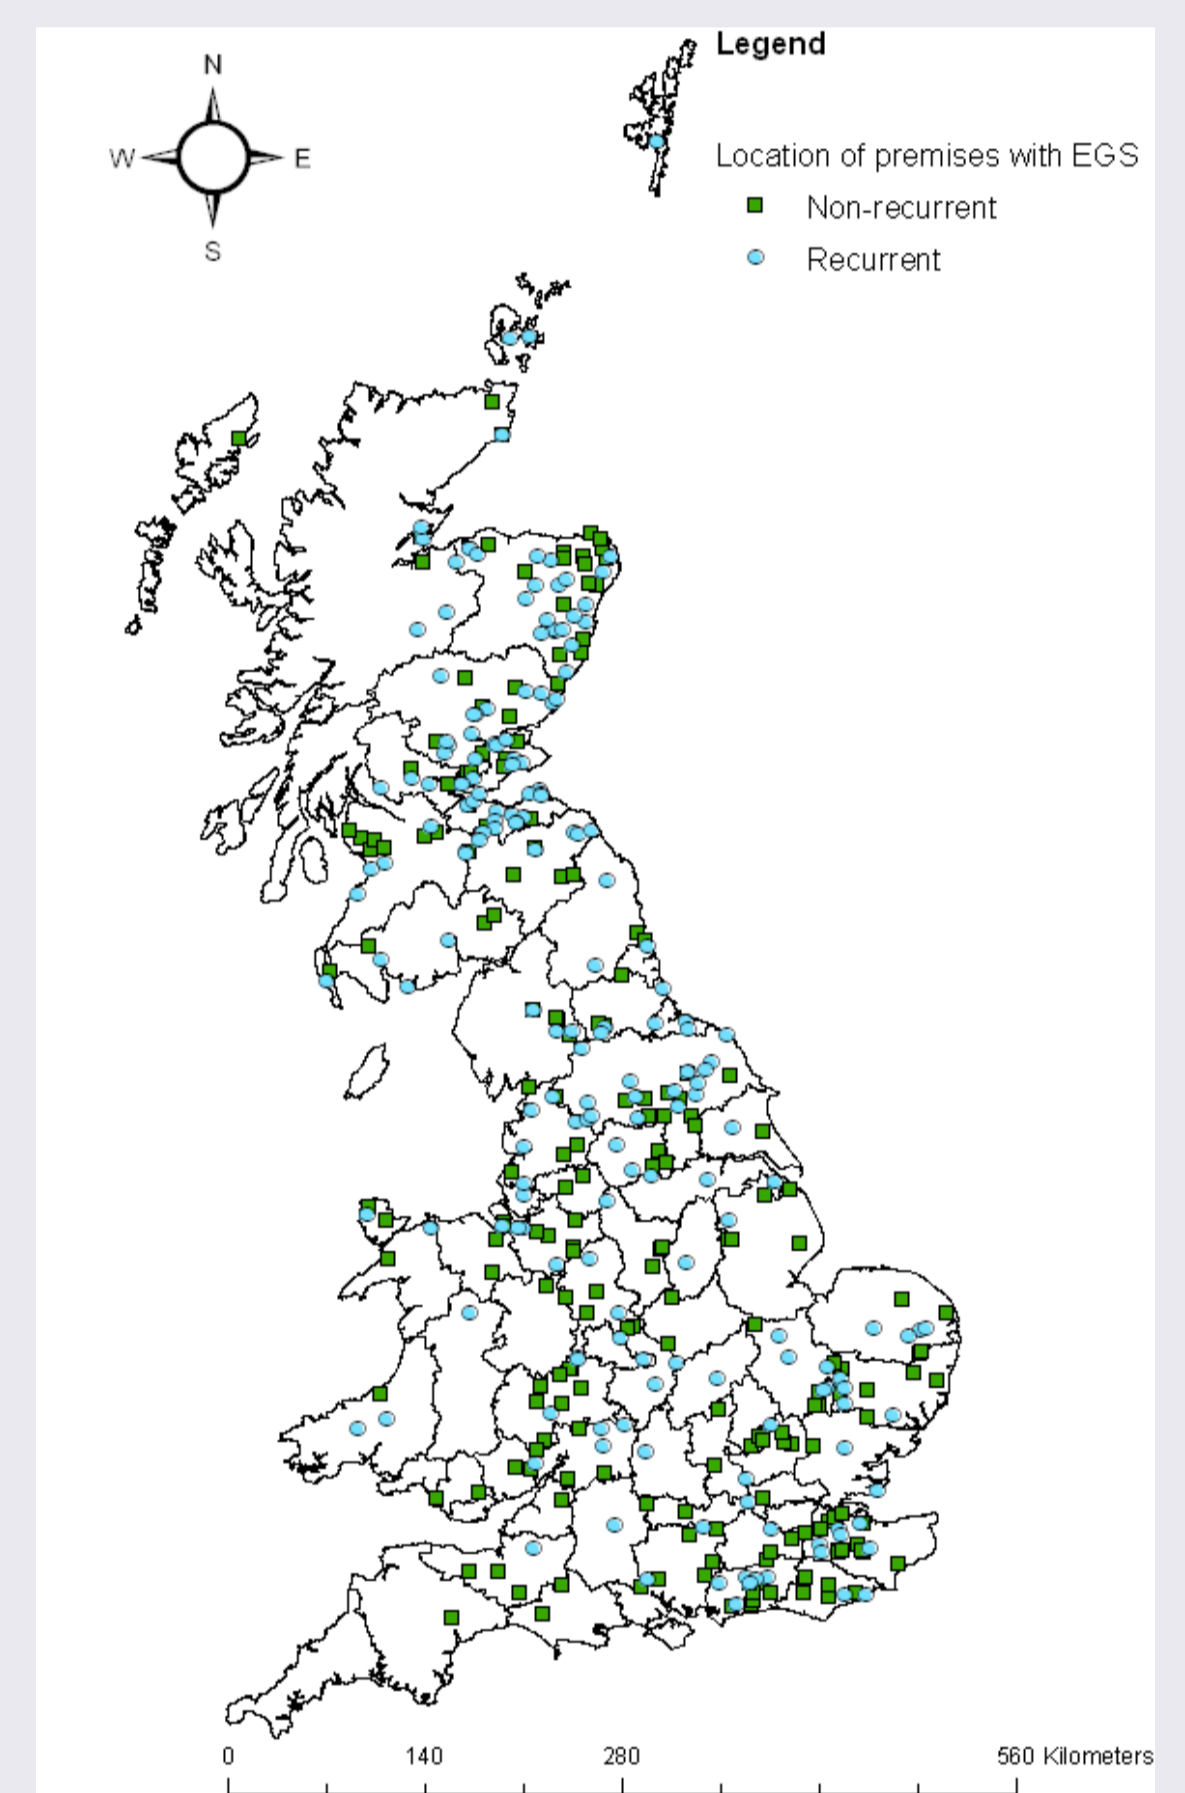 Legend
N
W E
S
Location of premises with EGS
Non-recurrent
Recurrent
0 140 280 560 Kilometers